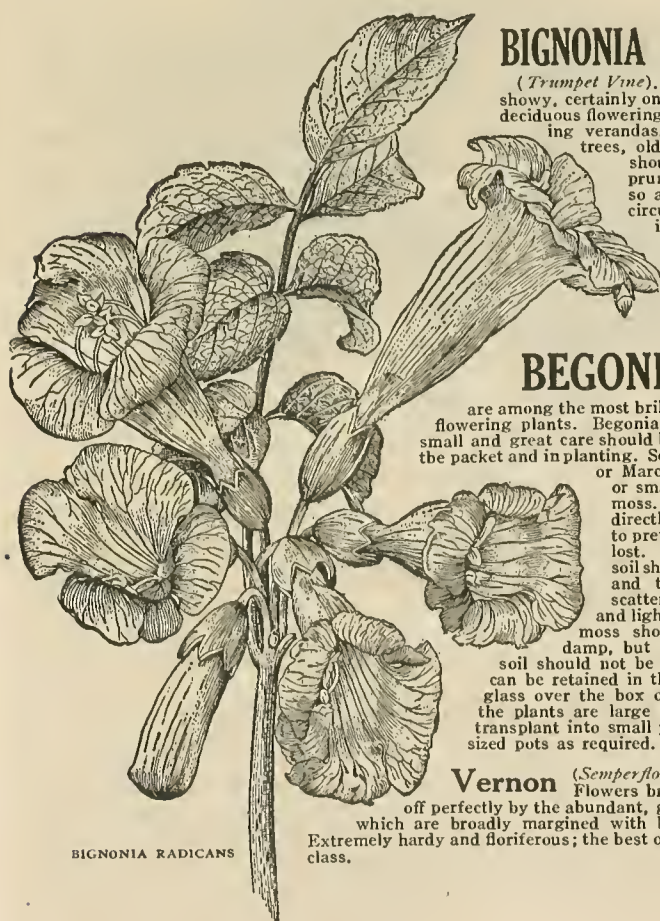 BIGNONIA
(Trumpet Vine).
showy, certainly on
deciduous flowering
ing verandas
trees, old
shou
prun
so a
circu
i
BEGONI
are among the most bril
flowering plants. Begonia
small and great care should b
the packet and in planting. S
or Marc
or sma
moss.
directl
to prev
lost.
soil sh
and t
scatter
and ligh
moss sho
damp, but
soil should not be
can be retained in th
glass over the box o
the plants are large
transplant into small
sized pots as required.
Vernon (Semperflo
Flowers br
off perfectly by the abundant, g
which are broadly margined with b
Extremely hardy and floriferous; the best o
class.
BIGNONIA RADICANS